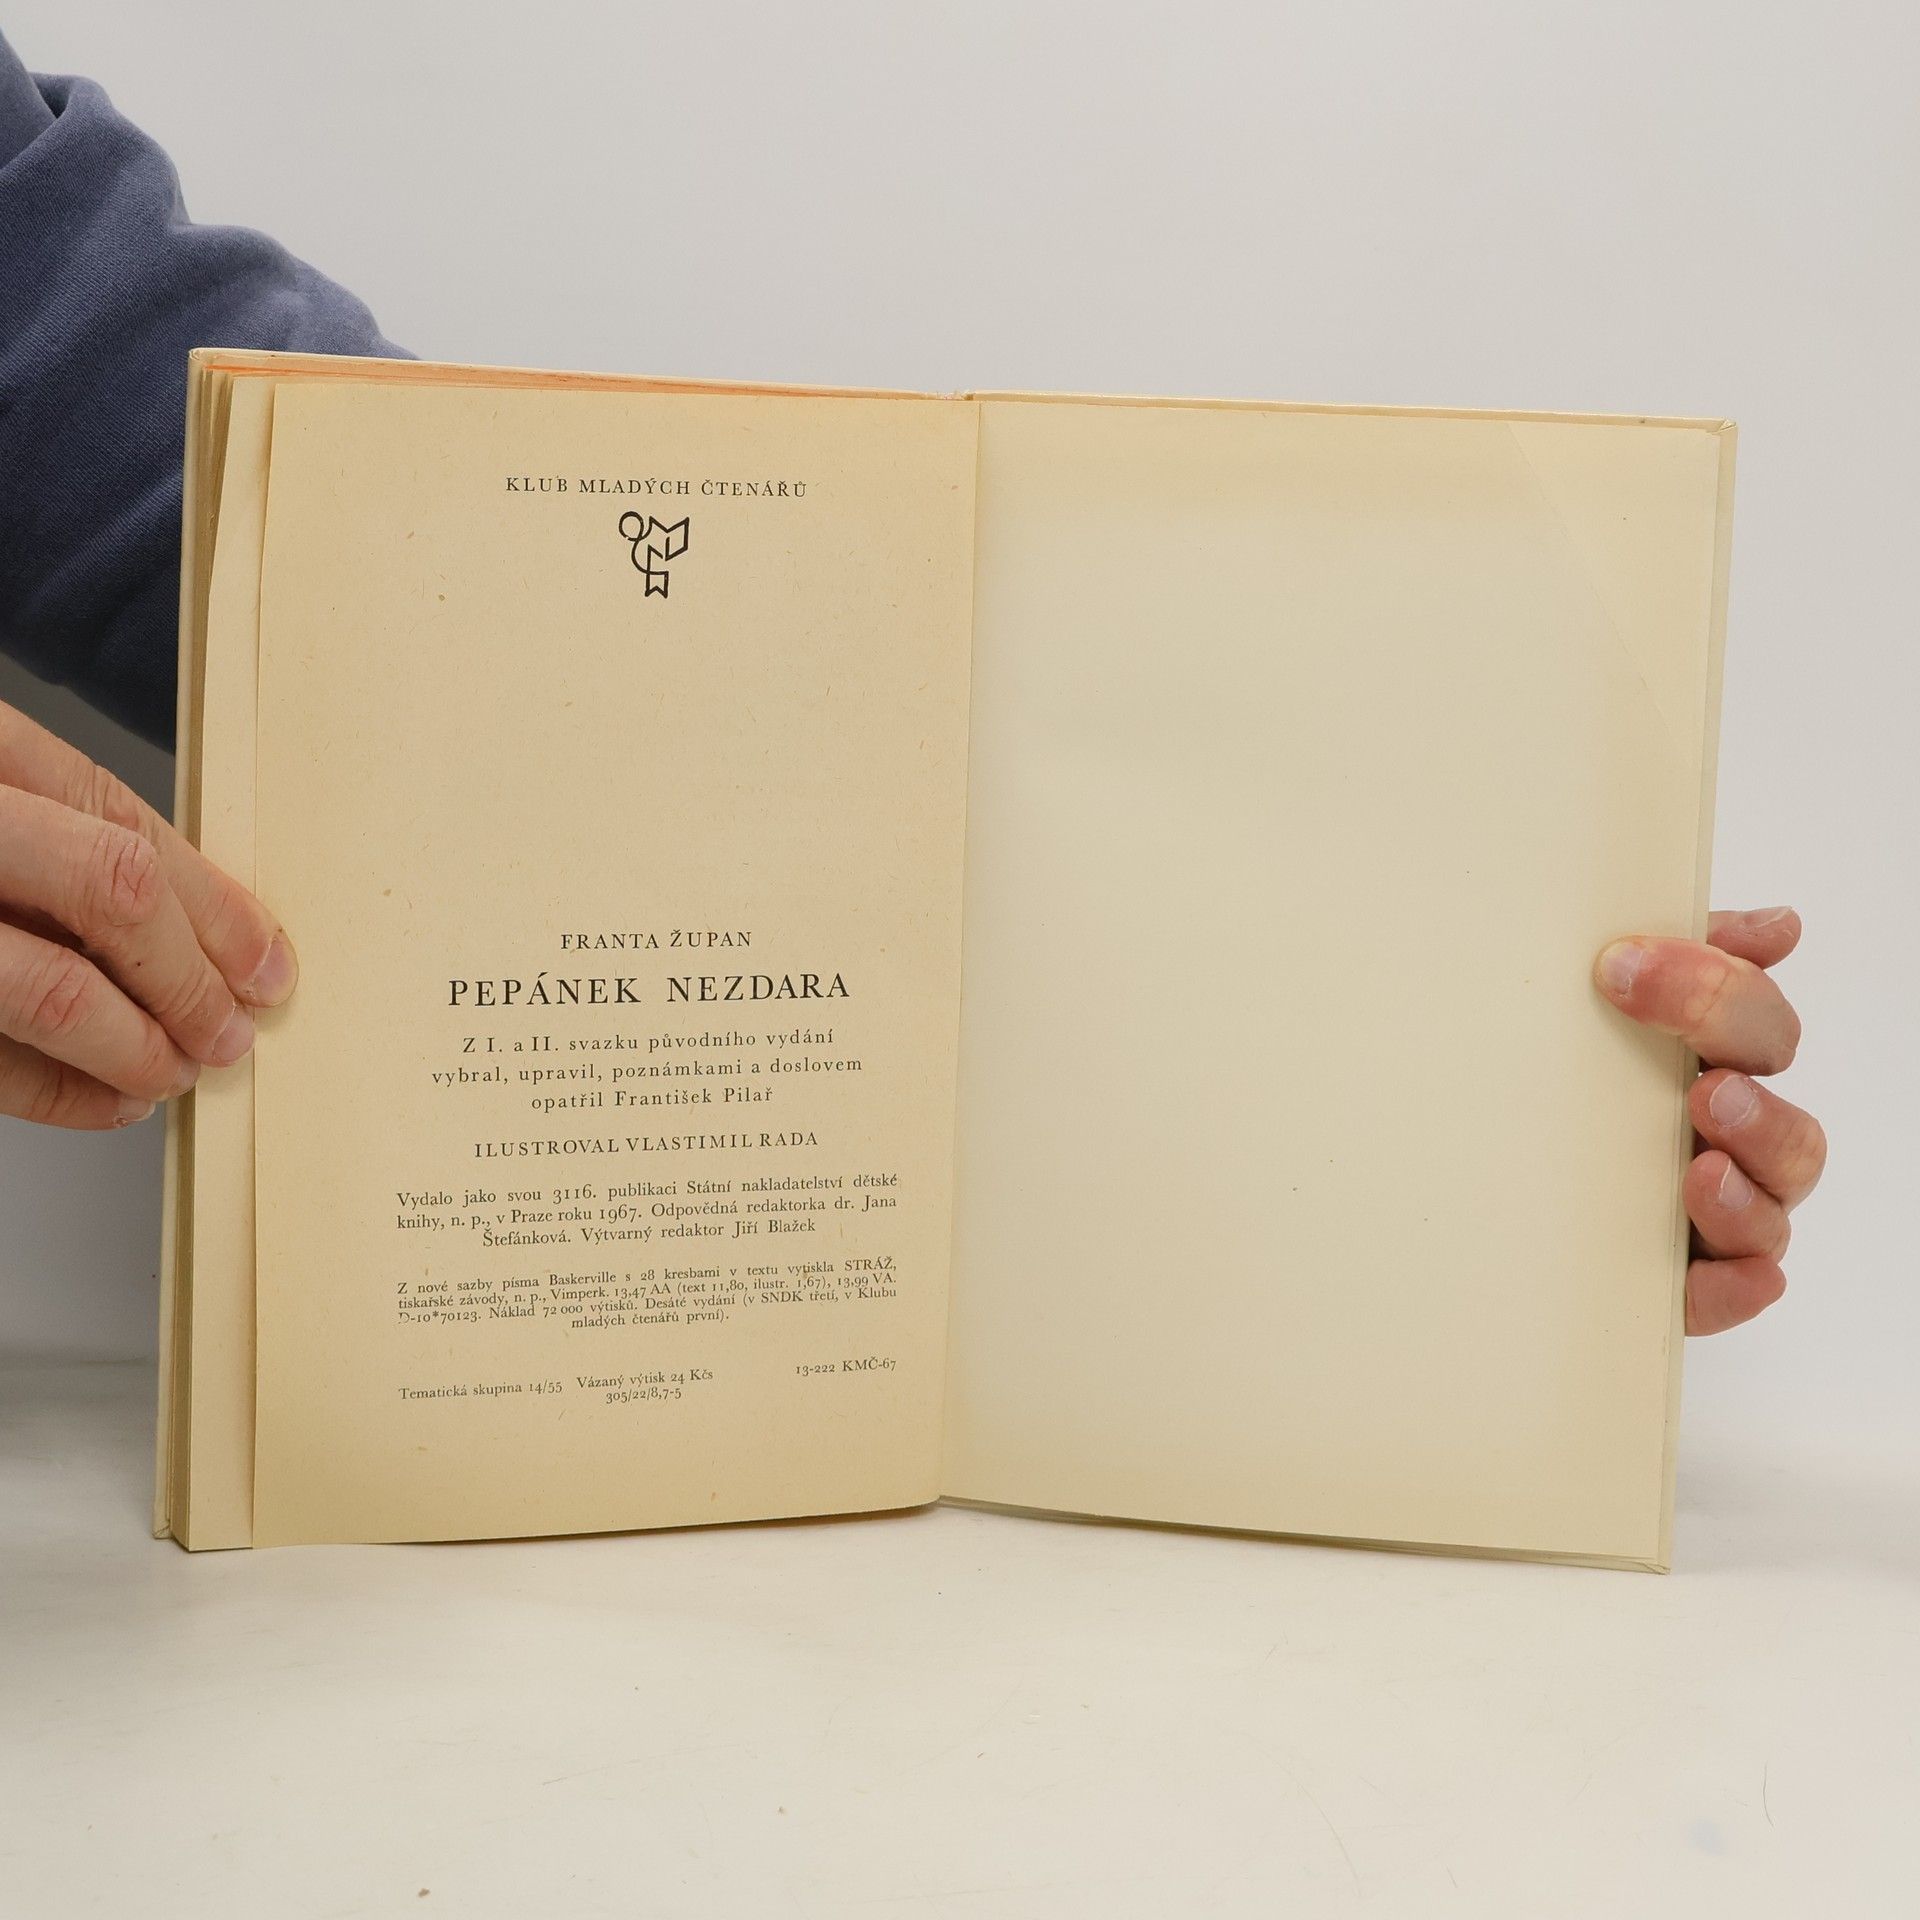 KLUB MLADÝCH ČTENÁŘŮ
FRANTA ŽUPAN
PEPÁNEK NEZDARA
Z I. a II. svazku původního vydání
vybral, upravil, poznámkami a doslovem
opatřil František Pilař
ILUSTROVAL VLASTIMIL RADA
Vydalo jako svou 3116. publikaci Státní nakladatelství dětské
knihy, n. p., v Praze roku 1967. Odpovědná redaktorka dr. Jana
Štefánková. Výtvarný redaktor Jiří Blažek
Z nové sazby písma Baskerville s 28 kresbami v textu vytiskla STRÁŽ,
tiskařské závody, n. p., Vimperk. 13,47 AA (text 11,80, ilustr. 1,67), 13,99 VA.
D-10*70123. Náklad 72 000 výtisků. Desáté vydání (v SNDK třetí, v Klubu
mladých čtenářů první).
Tematická skupina 14/55 Vázaný výtisk 24 Kčs 13-222 KMČ-67
305/22/8,7-5